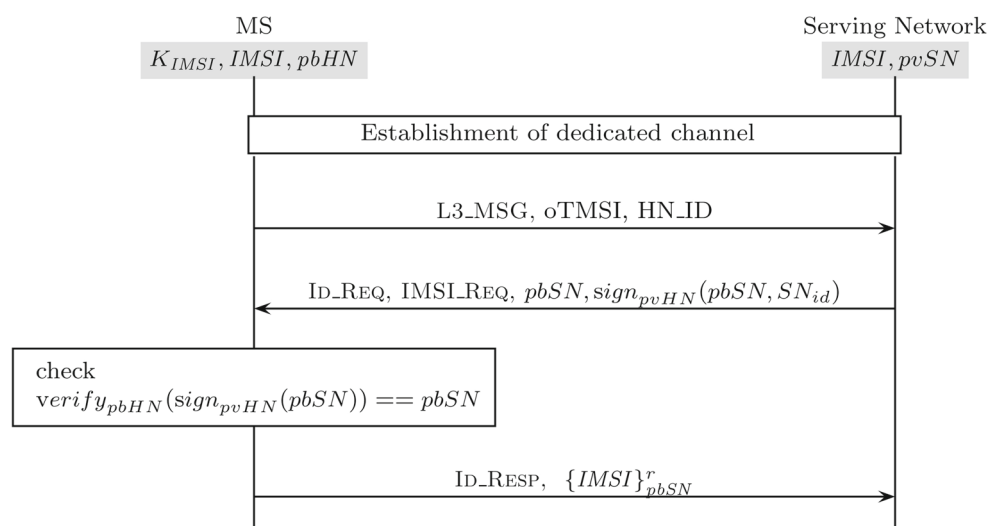 MS Serving Network
K_IMSI, IMSI, pbHN IMSI, pvSN
Establishment of dedicated channel
L3_MSG, oTMSI, HN_ID
ID_REQ, IMSI_REQ, pbSN, sign_pvHN(pbSN, SN_id)
check
verify_pbHN(sign_pvHN(pbSN)) == pbSN
ID_RESP, {IMSI}^r_pbSN